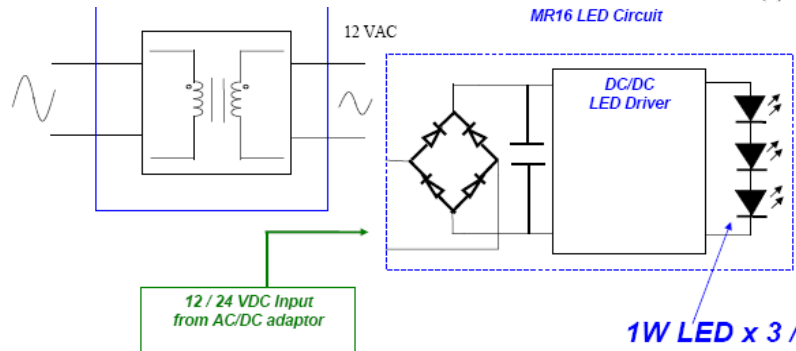 MR16 LED Circuit
12 VAC
DC/DC
LED Driver
12 / 24 VDC Input
from AC/DC adaptor
1W LED x 3 /